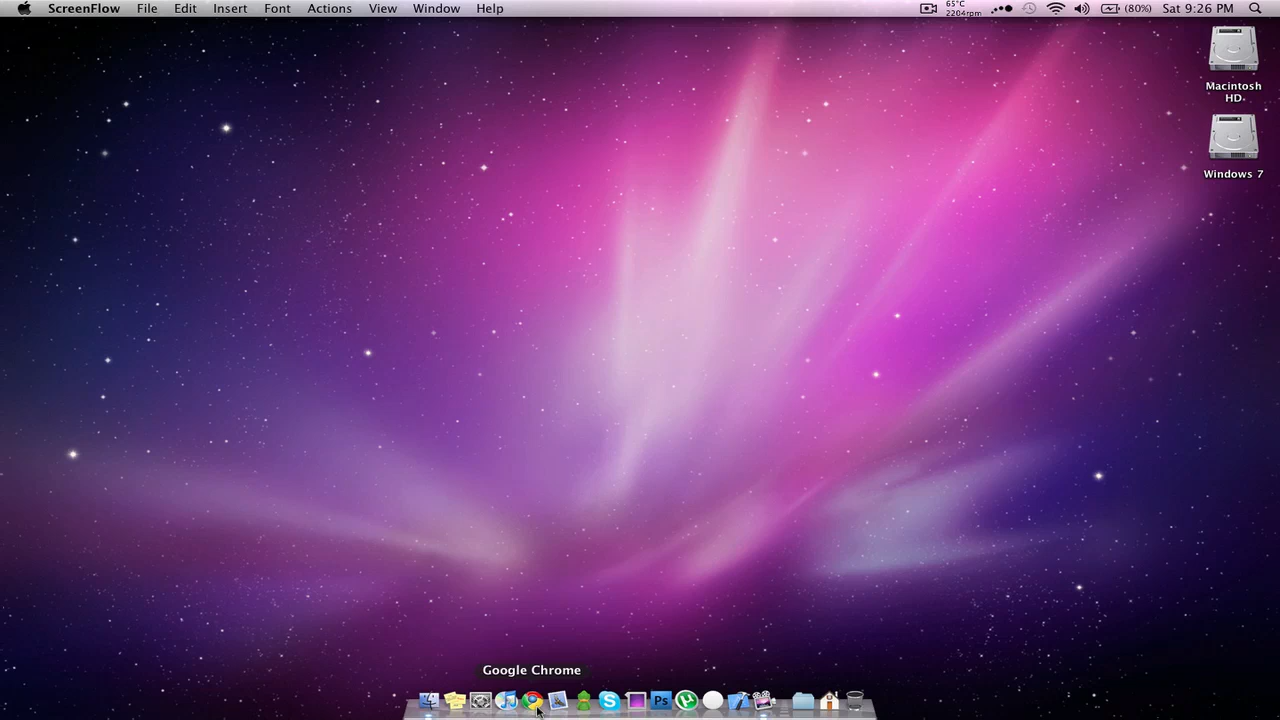 ScreenFlow File Edit Insert Font Actions View Window Help 65°C 2204rpm (80%) Sat 9:26 PM
Macintosh HD
Windows 7
Google Chrome
Ps